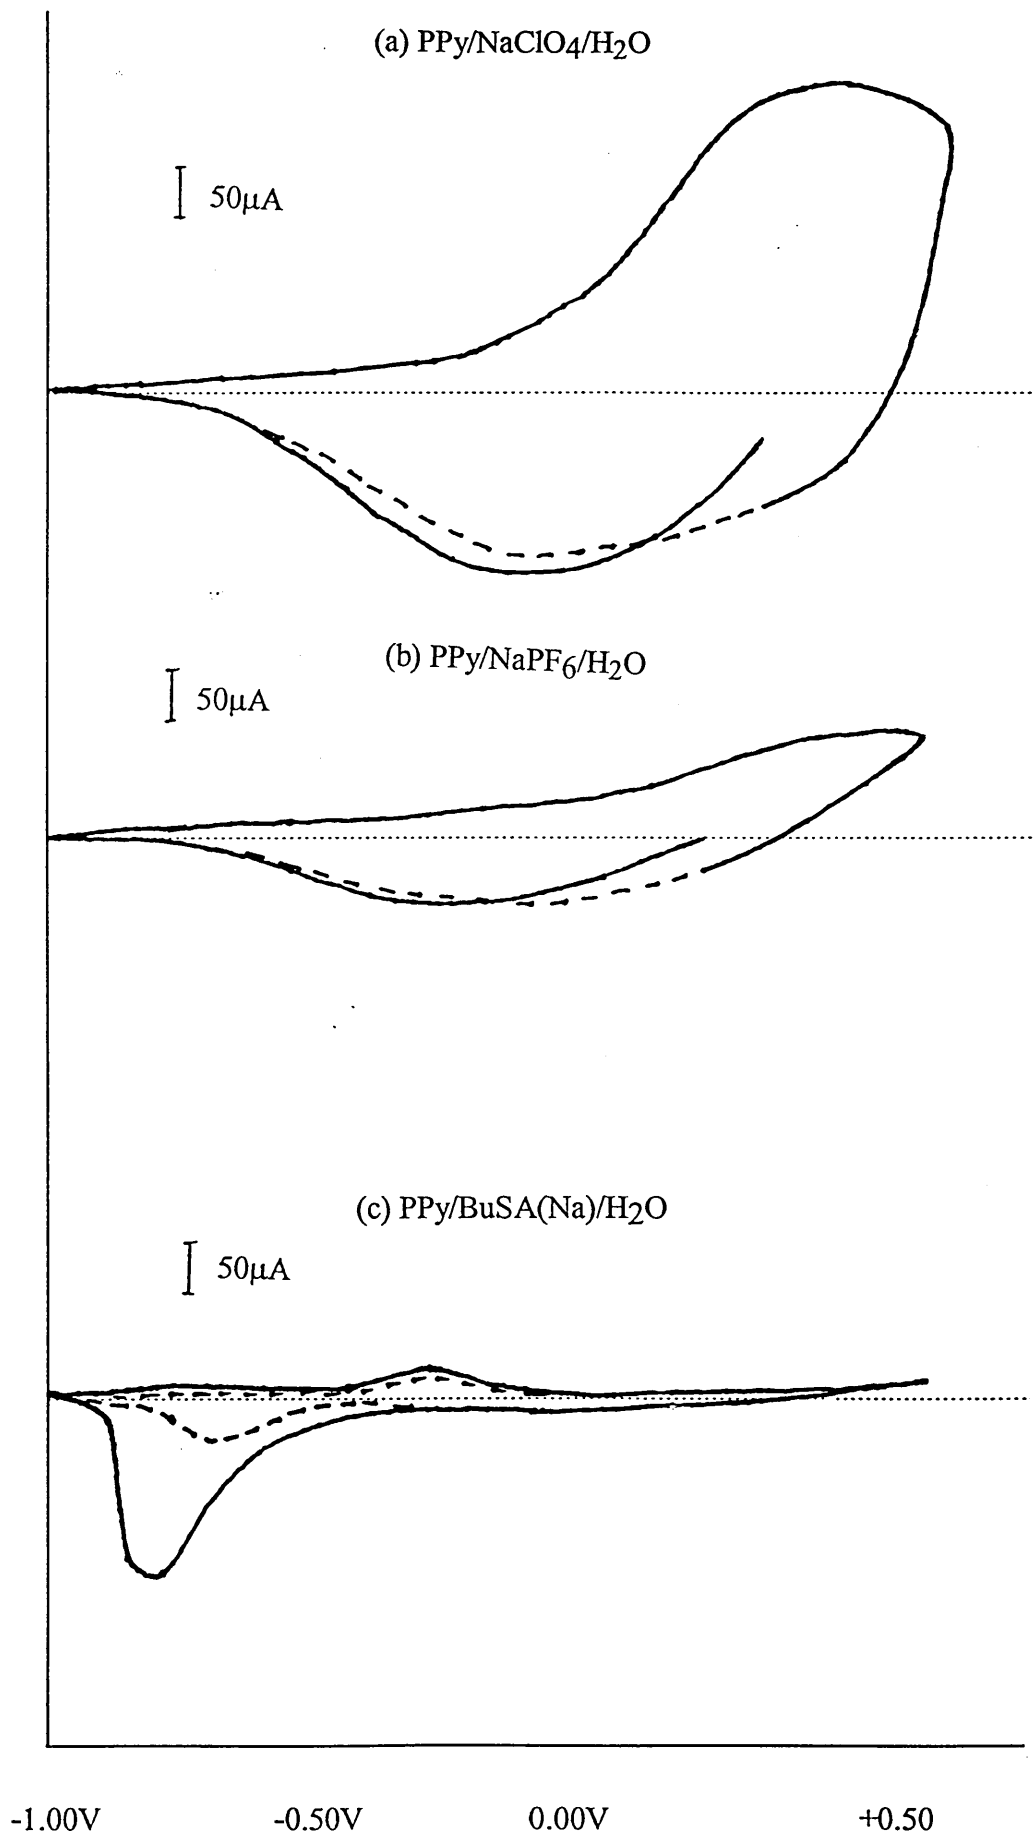 (a) PPy/NaClO4/H2O
50μA
(b) PPy/NaPF6/H2O
50μA
(c) PPy/BuSA(Na)/H2O
50μA
-1.00V -0.50V 0.00V +0.50